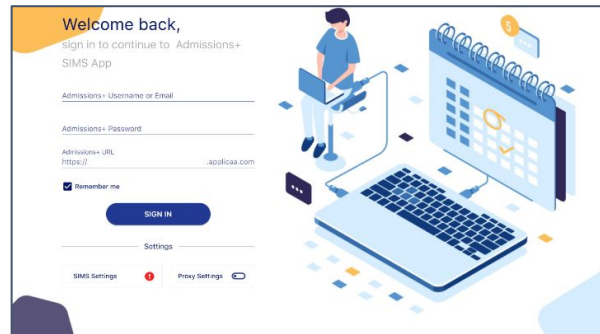 Welcome back,
sign in to continue to Admissions+
SIMS App
Admissions+ Username or Email
Admissions+ Password
Admissions+ URL
https:// .applicaa.com
Remember me
SIGN IN
Settings
SIMS Settings ! Proxy Settings
$